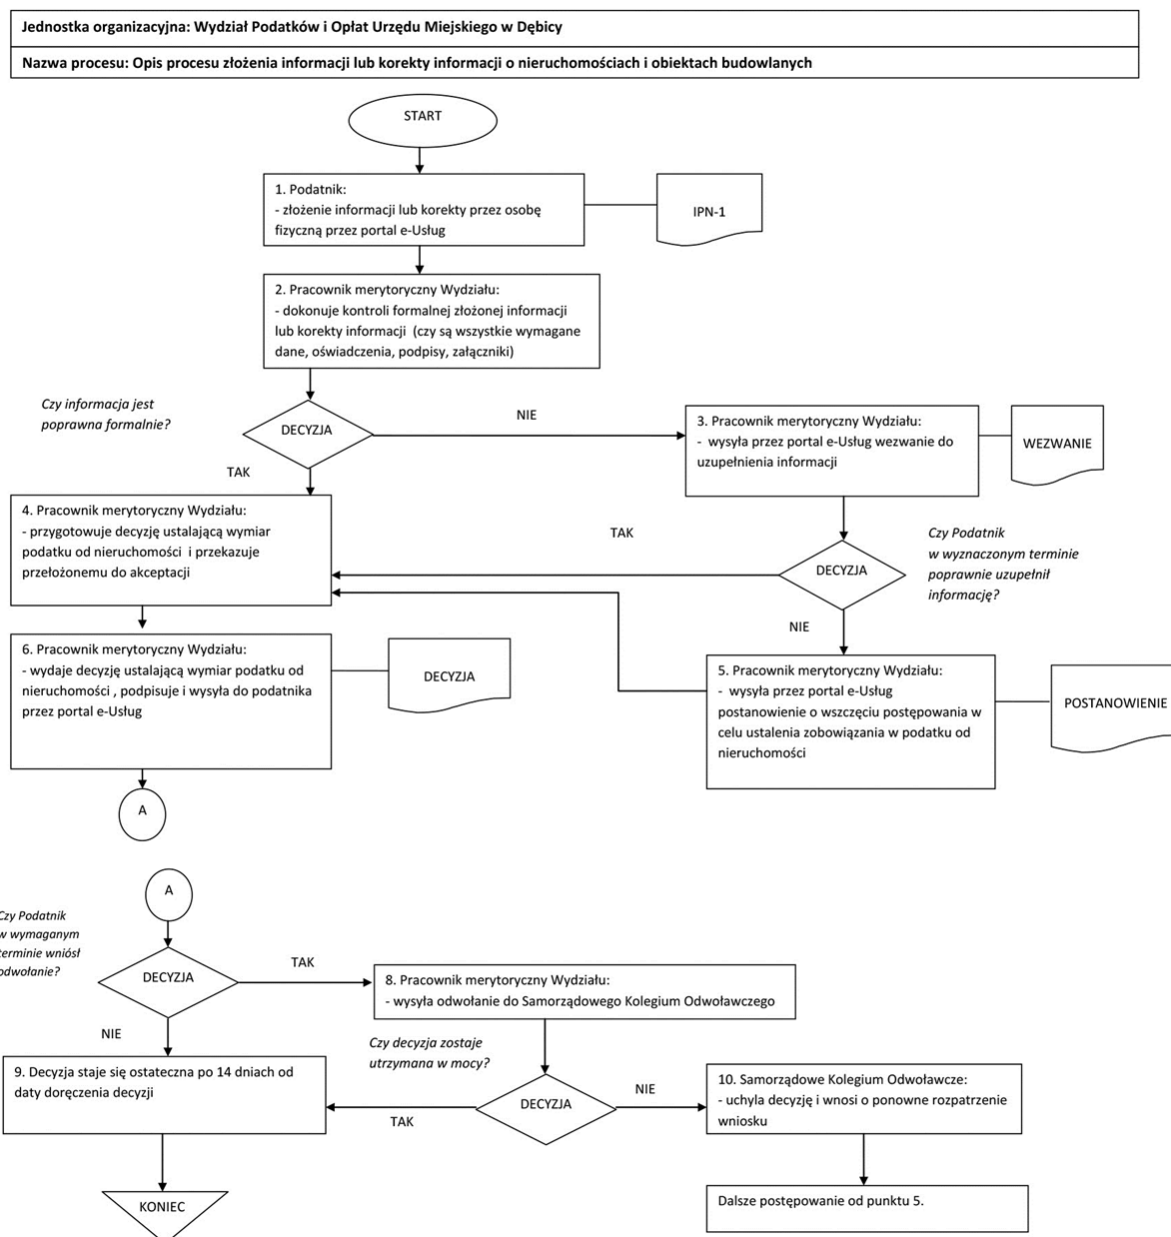 Jednostka organizacyjna: Wydział Podatków i Opłat Urzędu Miejskiego w Dębicy
Nazwa procesu: Opis procesu złożenia informacji lub korekty informacji o nieruchomościach i obiektach budowlanych
START
1. Podatnik:
- złożenie informacji lub korekty przez osobę
fizyczną przez portal e-Usług
IPN-1
2. Pracownik merytoryczny Wydziału:
- dokonuje kontroli formalnej złożonej informacji
lub korekty informacji (czy są wszystkie wymagane
dane, oświadczenia, podpisy, załączniki)
Czy informacja jest
poprawna formalnie?
DECYZJA
NIE
TAK
3. Pracownik merytoryczny Wydziału:
- wysyła przez portal e-Usług wezwanie do
uzupełnienia informacji
WEZWANIE
4. Pracownik merytoryczny Wydziału:
- przygotowuje decyzję ustalającą wymiar
podatku od nieruchomości i przekazuje
przełożonemu do akceptacji
TAK
DECYZJA
Czy Podatnik
w wyznaczonym terminie
poprawnie uzupełnił
informację?
NIE
6. Pracownik merytoryczny Wydziału:
- wydaje decyzję ustalającą wymiar podatku od
nieruchomości , podpisuje i wysyła do podatnika
przez portal e-Usług
DECYZJA
5. Pracownik merytoryczny Wydziału:
- wysyła przez portal e-Usług
postanowienie o wszczęciu postępowania w
celu ustalenia zobowiązania w podatku od
nieruchomości
POSTANOWIENIE
A
A
Czy Podatnik
w wymaganym
terminie wniósł
odwołanie?
DECYZJA
TAK
NIE
8. Pracownik merytoryczny Wydziału:
- wysyła odwołanie do Samorządowego Kolegium Odwoławczego
Czy decyzja zostaje
utrzymana w mocy?
9. Decyzja staje się ostateczna po 14 dniach od
daty doręczenia decyzji
DECYZJA
TAK
NIE
10. Samorządowe Kolegium Odwoławcze:
- uchyla decyzję i wnosi o ponowne rozpatrzenie
wniosku
KONIEC
Dalsze postępowanie od punktu 5.